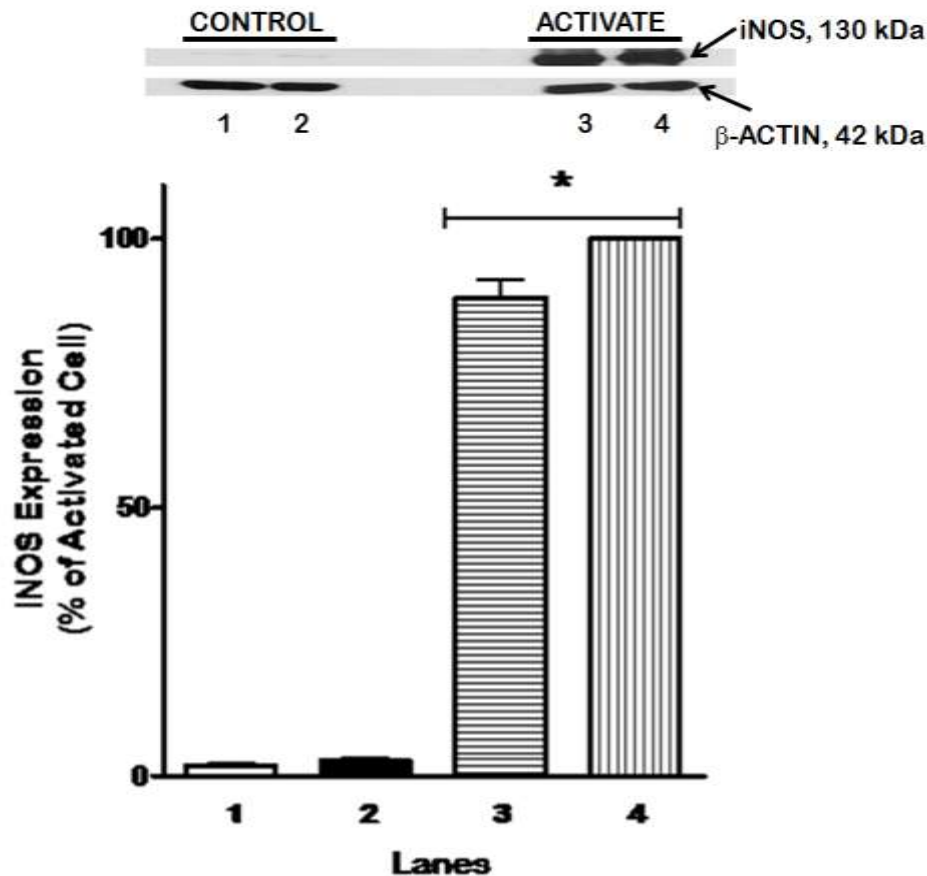 CONTROL
ACTIVATE
iNOS, 130 kDa
1 2 3 4
β-ACTIN, 42 kDa
*
100
50
0
INOS Expression
(% of Activated Cell)
1 2 3 4
Lanes